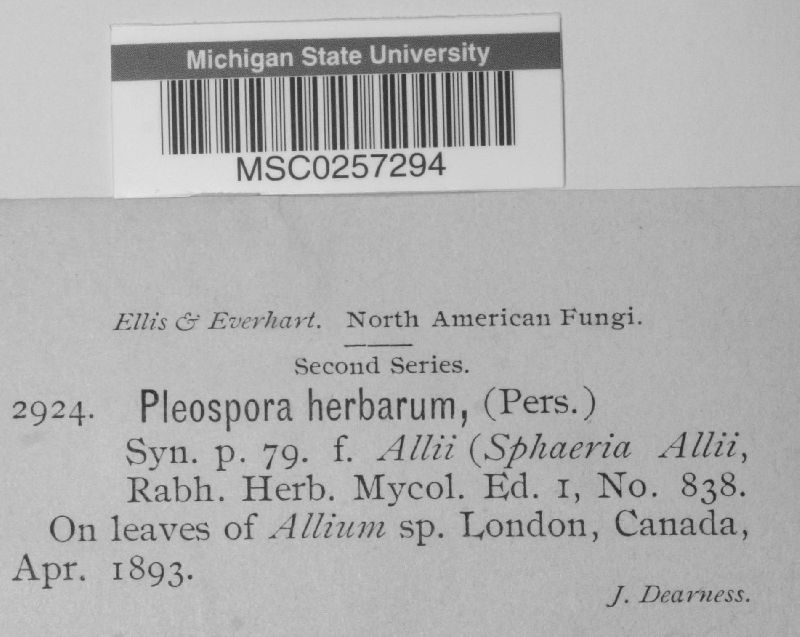 Michigan State University
MSC0257294
Ellis & Everhart. North American Fungi.
Second Series.
2924. Pleospora herbarum, (Pers.)
Syn. p. 79. f. Allii (Sphaeria Allii,
Rabh. Herb. Mycol. Ed. 1, No. 838.
On leaves of Allium sp. London, Canada,
Apr. 1893.
J. Dearness.